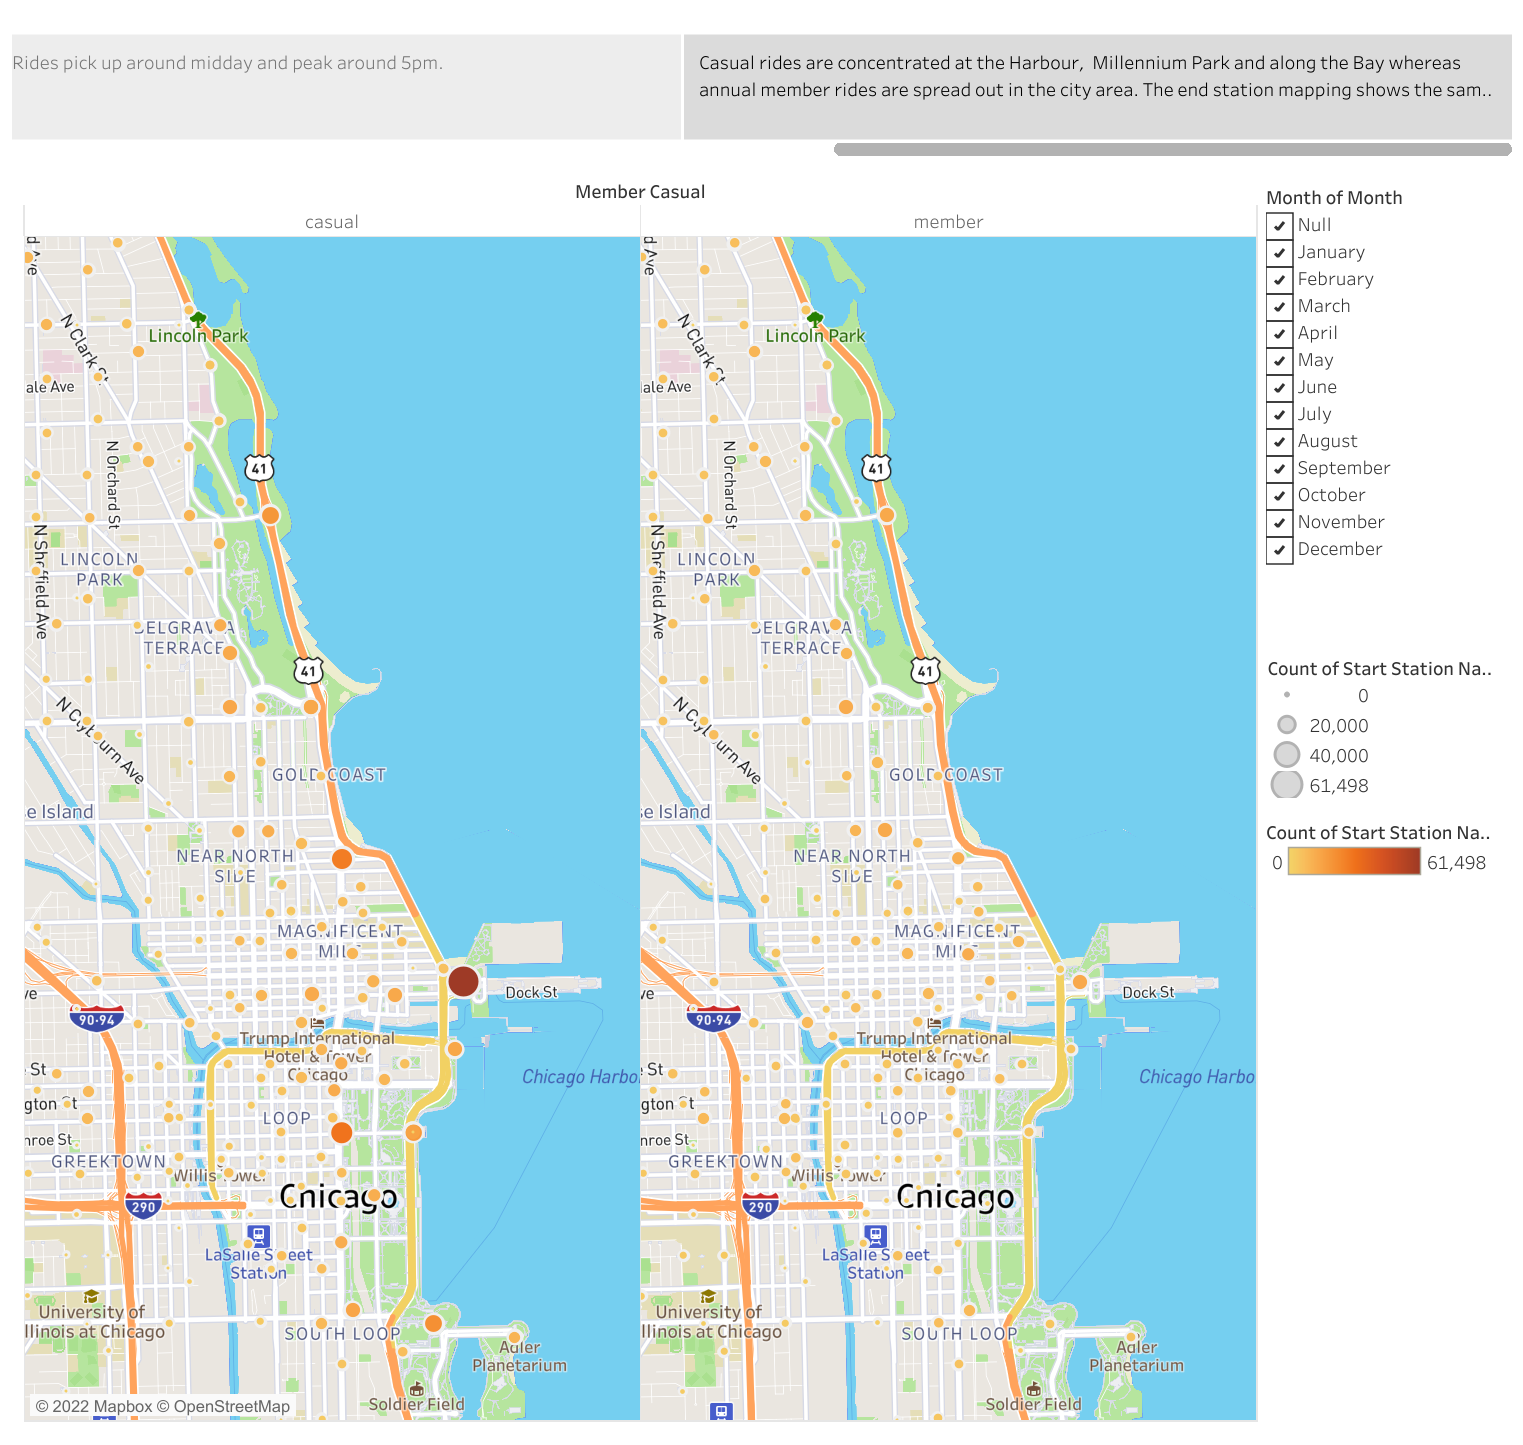 Rides pick up around midday and peak around 5pm.
Casual rides are concentrated at the Harbour,  Millennium Park and along the Bay whereas
annual member rides are spread out in the city area. The end station mapping shows the sam..
Member Casual
casual
member
d Ave
N Clark St
Lincoln Park
ale Ave
N Orchard St
41
N Sheffield Ave
LINCOLN
PARK
BELGRAVIA
TERRACE
41
N Clybourn Ave
GOLD COAST
se Island
NEAR NORTH
SIDE
MAGNIFICENT
MILE
ve
Dock St
90-94
Trump International
Hotel & Tower
Chicago
St
Chicago Harbo
gton St
LOOP
nroe St
GREEKTOWN
Willis Tower
Chicago
290
LaSalle Street
Station
University of
Illinois at Chicago
SOUTH LOOP
Adler
Planetarium
Soldier Field
© 2022 Mapbox © OpenStreetMap
d Ave
N Clark St
Lincoln Park
dale Ave
N Orchard St
41
N Sheffield Ave
LINCOLN
PARK
BELGRAVIA
TERRACE
41
N Clybourn Ave
GOLD COAST
se Island
NEAR NORTH
SIDE
MAGNIFICENT
MILE
ve
Dock St
90-94
Trump International
Hotel & Tower
Chicago
St
Chicago Harbo
gton St
LOOP
nroe St
GREEKTOWN
Willis Tower
Chicago
290
LaSalle Street
Station
University of
Illinois at Chicago
SOUTH LOOP
Adler
Planetarium
Soldier Field
Month of Month
Null
January
February
March
April
May
June
July
August
September
October
November
December
Count of Start Station Na..
0
20,000
40,000
61,498
Count of Start Station Na..
0
61,498